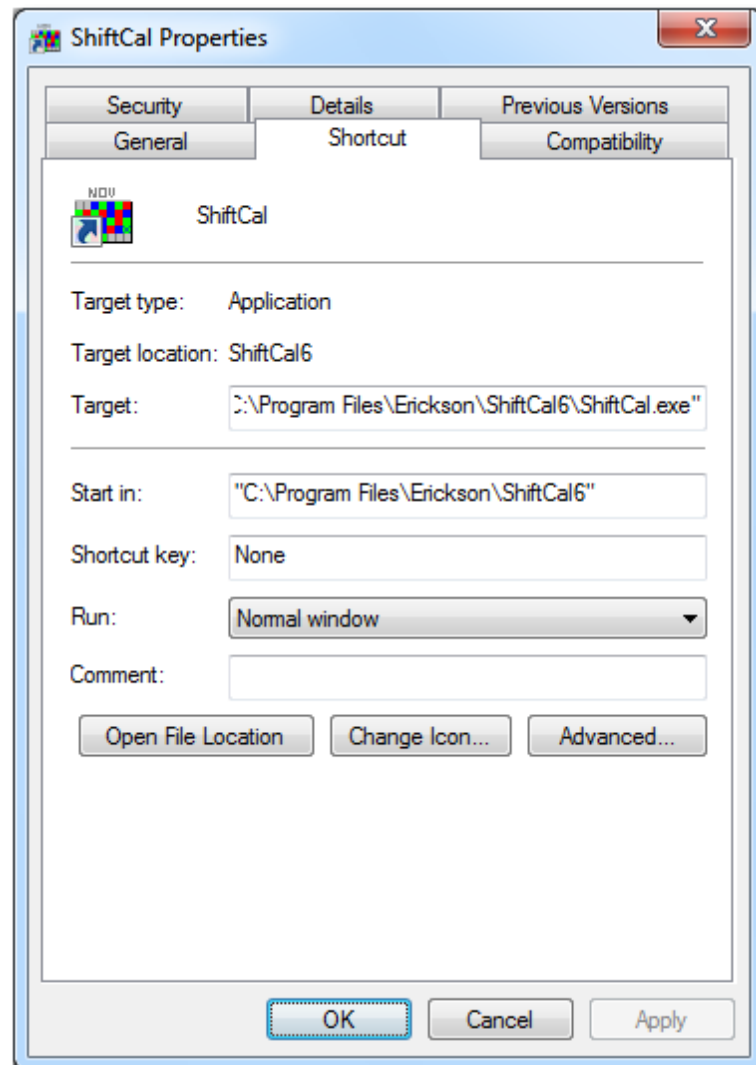 ShiftCal Properties
Security Details Previous Versions
General Shortcut Compatibility
NOV
ShiftCal
Target type: Application
Target location: ShiftCal6
Target: :\Program Files\Erickson\ShiftCal6\ShiftCal.exe"
Start in: "C:\Program Files\Erickson\ShiftCal6"
Shortcut key: None
Run: Normal window
Comment:
Open File Location Change Icon... Advanced...
OK Cancel Apply